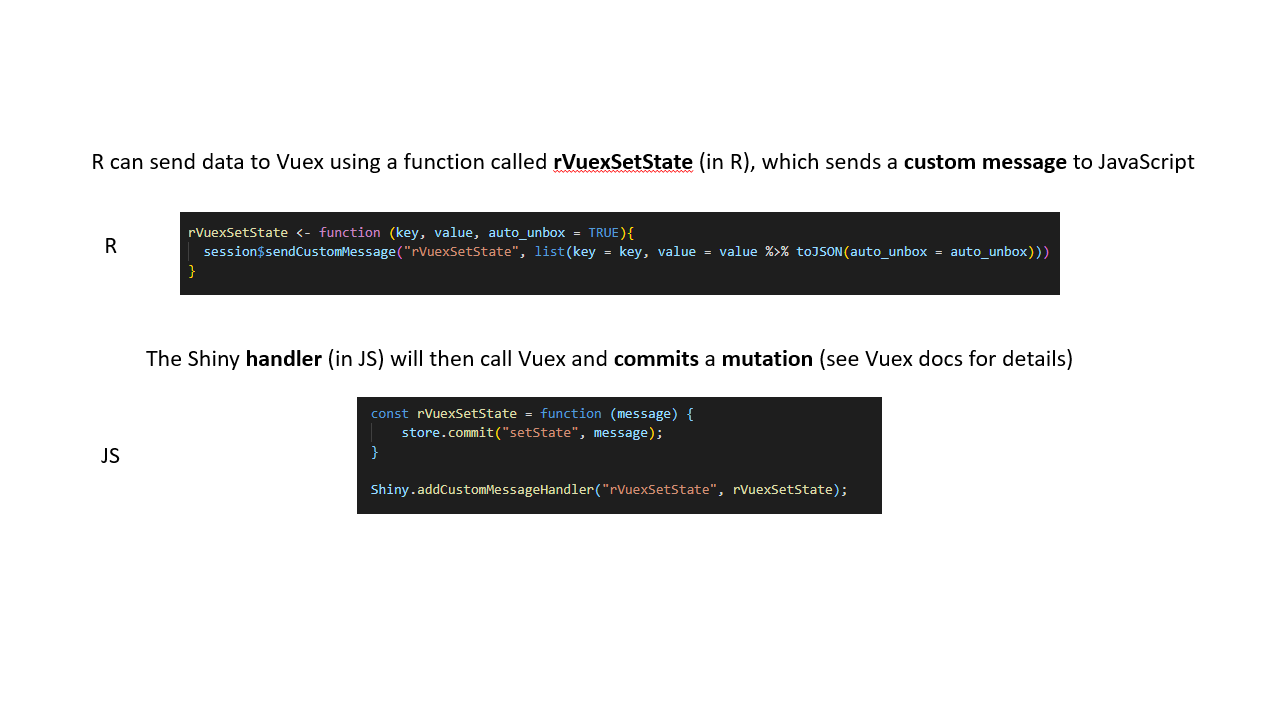 R can send data to Vuex using a function called rVuexSetState (in R), which sends a custom message to JavaScript
R
rVuexSetState <- function (key, value, auto_unbox = TRUE){
  session$sendCustomMessage("rVuexSetState", list(key = key, value = value %>% toJSON(auto_unbox = auto_unbox)))
}
The Shiny handler (in JS) will then call Vuex and commits a mutation (see Vuex docs for details)
JS
const rVuexSetState = function (message) {
    store.commit("setState", message);
}
Shiny.addCustomMessageHandler("rVuexSetState", rVuexSetState);